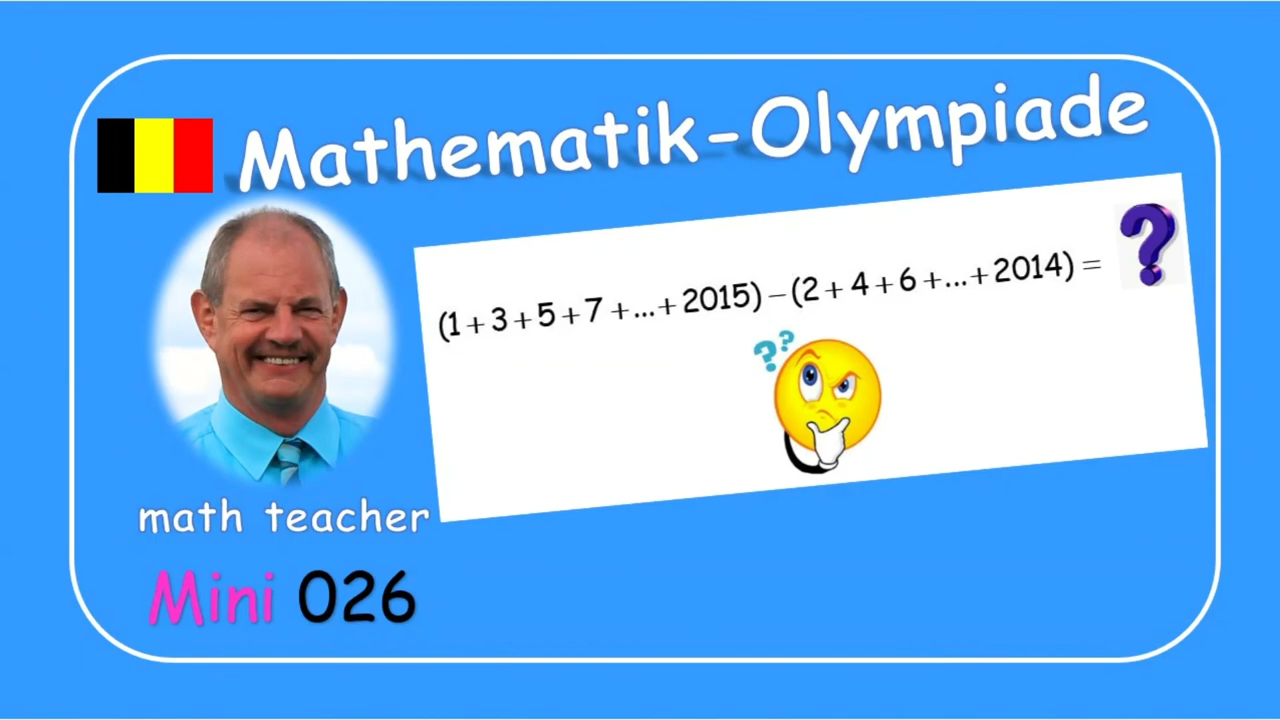 Mathematik-Olympiade
(1+3+5+7+...+2015)-(2+4+6+...+2014)= ?
??
math teacher
Mini 026